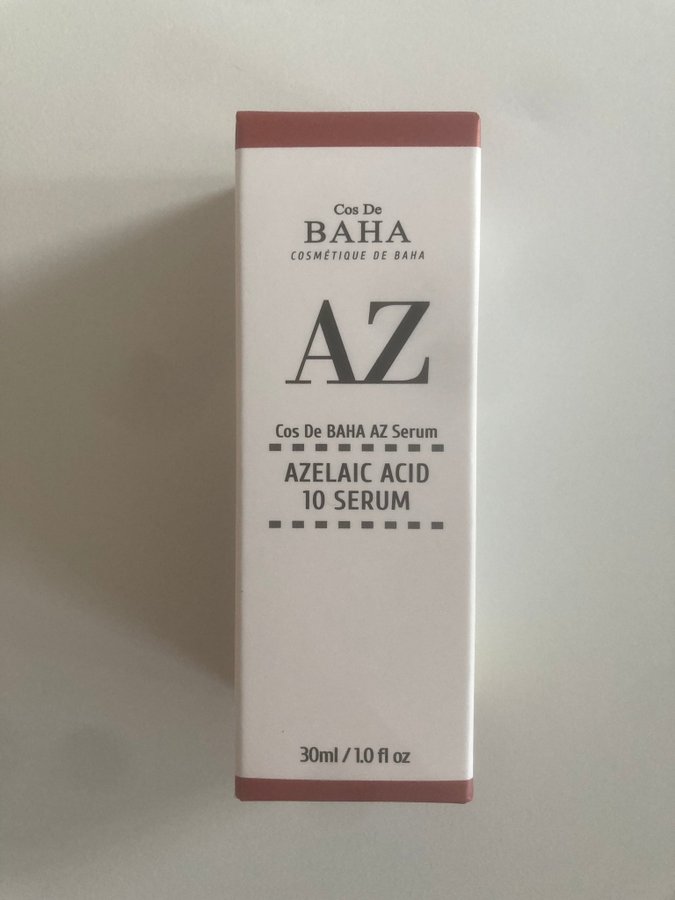 Cos De
BAHA
COSMÉTIQUE DE BAHA
AZ
Cos De BAHA AZ Serum
AZELAIC ACID
10 SERUM
30ml / 1.0 fl oz